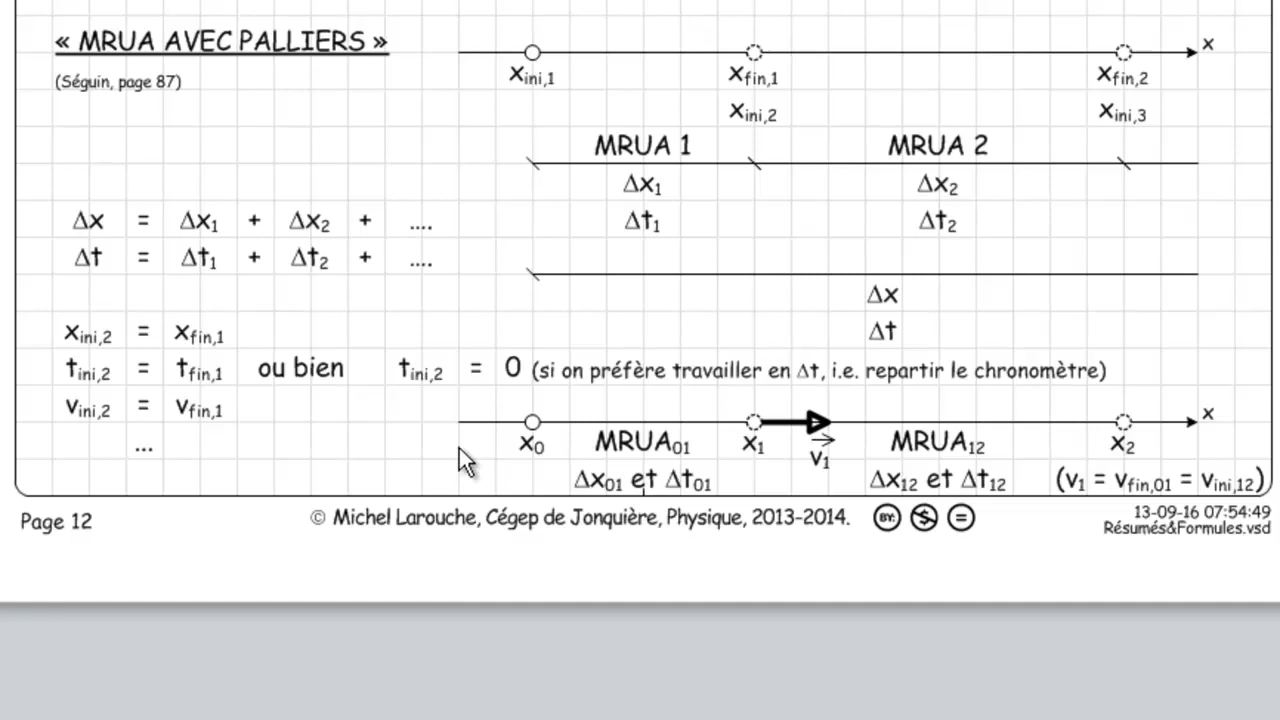 « MRUA AVEC PALLIERS »
(Séguin, page 87)
x
xini,1 xfin,1 xfin,2
xini,2 xini,3
MRUA 1 MRUA 2
Δx1 Δx2
Δt1 Δt2
Δx = Δx1 + Δx2 + ....
Δt = Δt1 + Δt2 + ....
Δx
Δt
xini,2 = xfin,1
tini,2 = tfin,1 ou bien tini,2 = 0 (si on préfère travailler en Δt, i.e. repartir le chronomètre)
vini,2 = vfin,1
...
x
x0 MRUA01 x1 v1 MRUA12 x2
Δx01 et Δt01 Δx12 et Δt12 (v1 = vfin,01 = vini,12)
Page 12
© Michel Larouche, Cégep de Jonquière, Physique, 2013-2014.
BY: $ =
13-09-16 07:54:49
Résumés&Formules.vsd